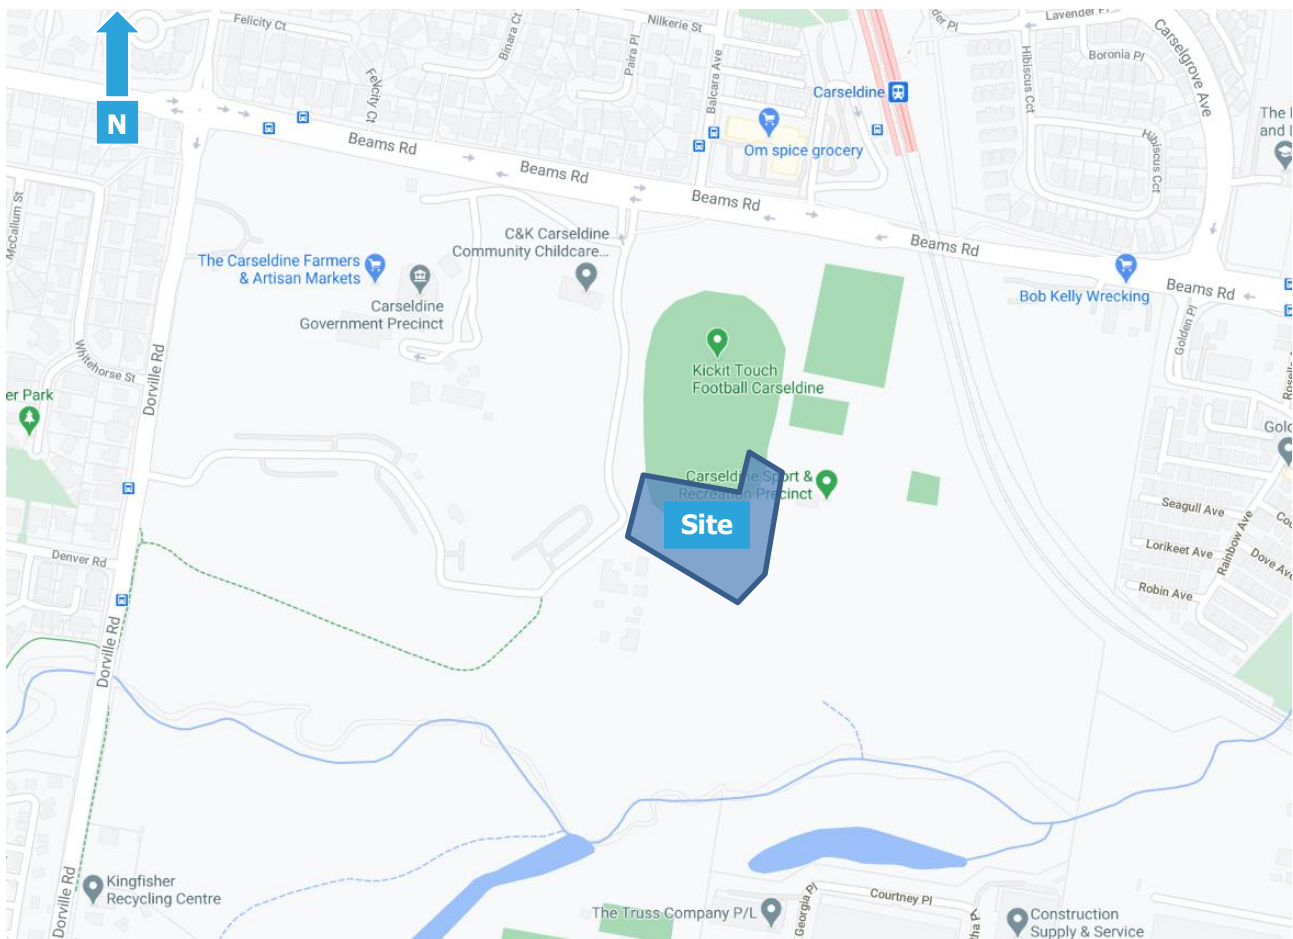 N
Felicity Ct
Binara Ct
Nilkerie St
Paira Pl
Balcara Ave
Lavender Pl
Carselgrove Ave
Boronia Pl
Hibiscus Cct
Hibiscus Cct
Felicity Ct
Carseldine
Om spice grocery
Beams Rd
Beams Rd
Beams Rd
Beams Rd
Beams Rd
McCallum St
C&K Carseldine
Community Childcare...
The Carseldine Farmers
& Artisan Markets
Carseldine
Government Precinct
Bob Kelly Wrecking
Golden Pl
Whitehorse St
Dorville Rd
er Park
Kickit Touch
Football Carseldine
Carseldine Sport &
Recreation Precinct
Site
Seagull Ave
Lorikeet Ave
Robin Ave
Rainbow Ave
Dove Ave
Denver Rd
Dorville Rd
Dorville Rd
Kingfisher
Recycling Centre
The Truss Company P/L
Georgia Pl
Courtney Pl
Construction
Supply & Service